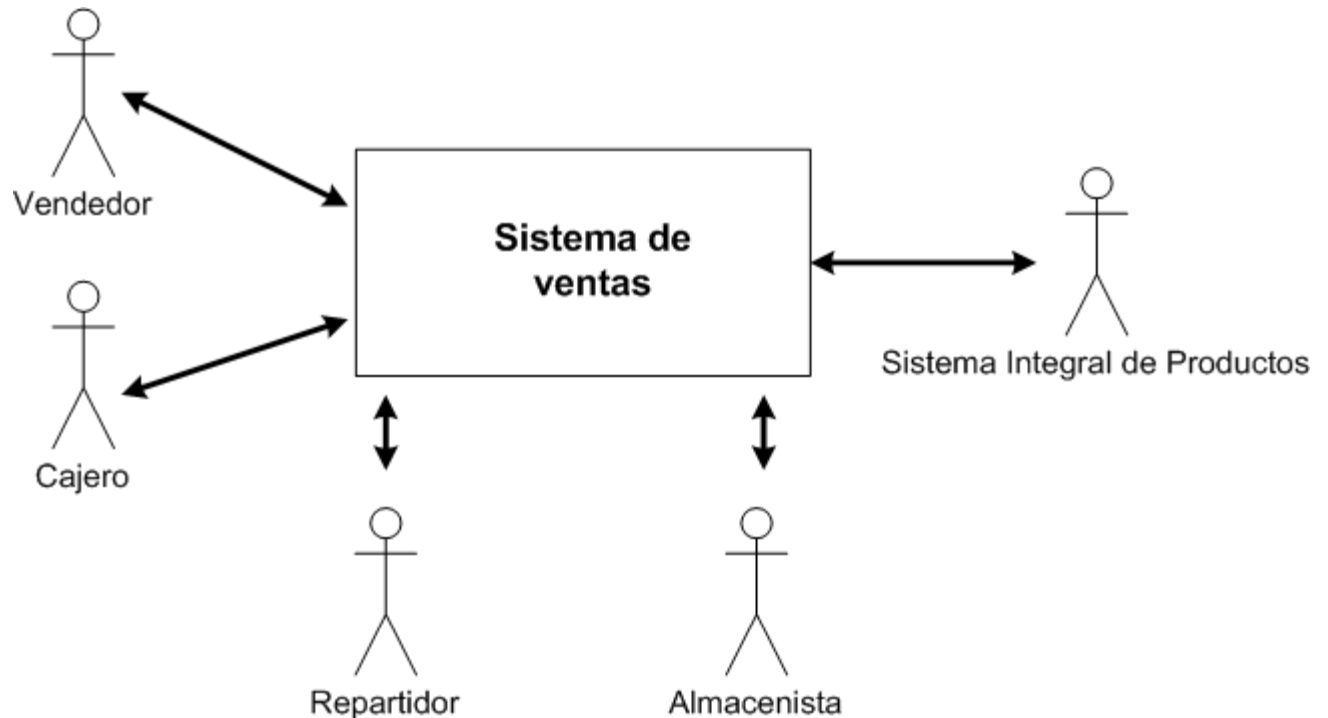 Vendedor
Sistema de
ventas
Sistema Integral de Productos
Cajero
Repartidor
Almacenista